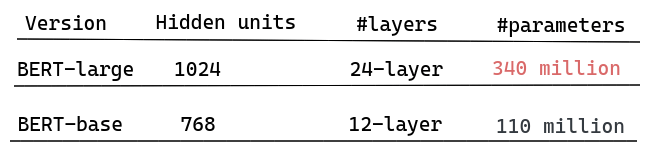 Version Hidden units #layers #parameters
BERT-large 1024 24-layer 340 million
BERT-base 768 12-layer 110 million